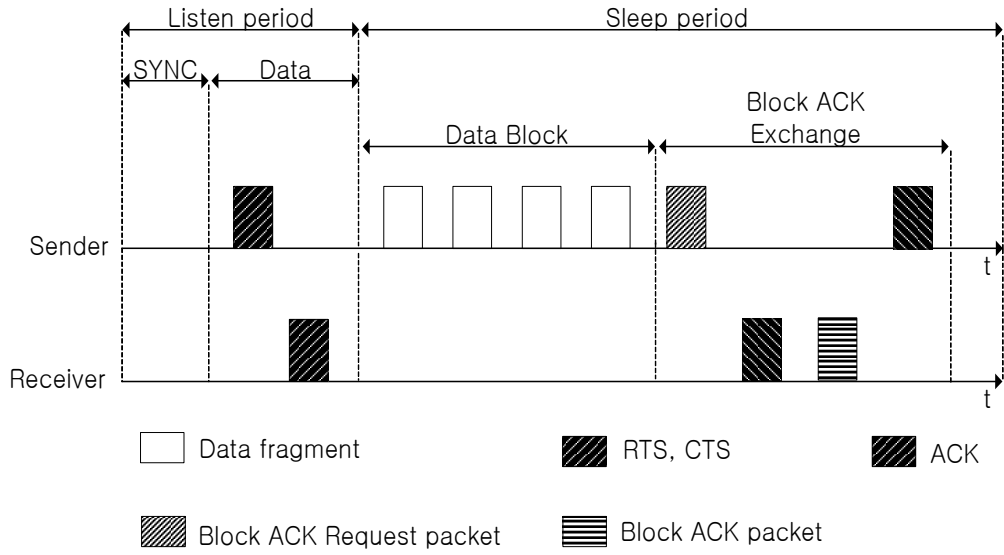 Listen period
Sleep period
SYNC
Data
Block ACK
Exchange
Data Block
Sender
t
Receiver
t
Data fragment
RTS, CTS
ACK
Block ACK Request packet
Block ACK packet